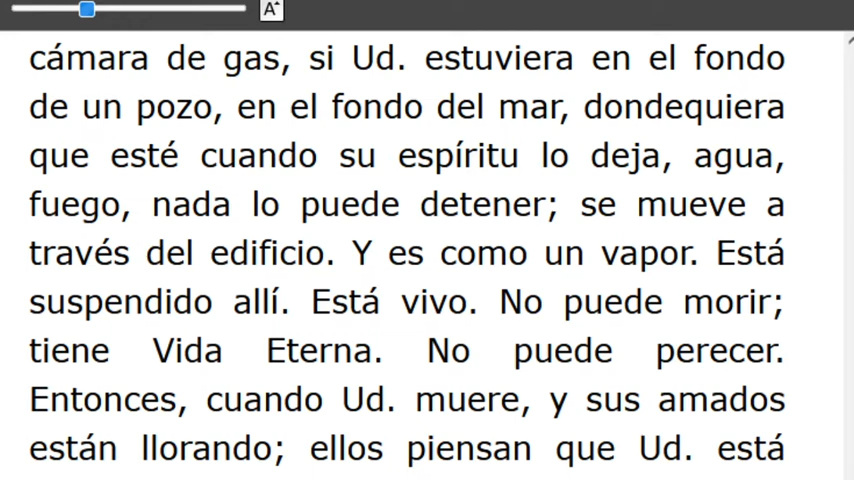 A
cámara de gas, si Ud. estuviera en el fondo
de un pozo, en el fondo del mar, dondequiera
que esté cuando su espíritu lo deja, agua,
fuego, nada lo puede detener; se mueve a
través del edificio. Y es como un vapor. Está
suspendido allí. Está vivo. No puede morir;
tiene Vida Eterna. No puede perecer.
Entonces, cuando Ud. muere, y sus amados
están llorando; ellos piensan que Ud. está